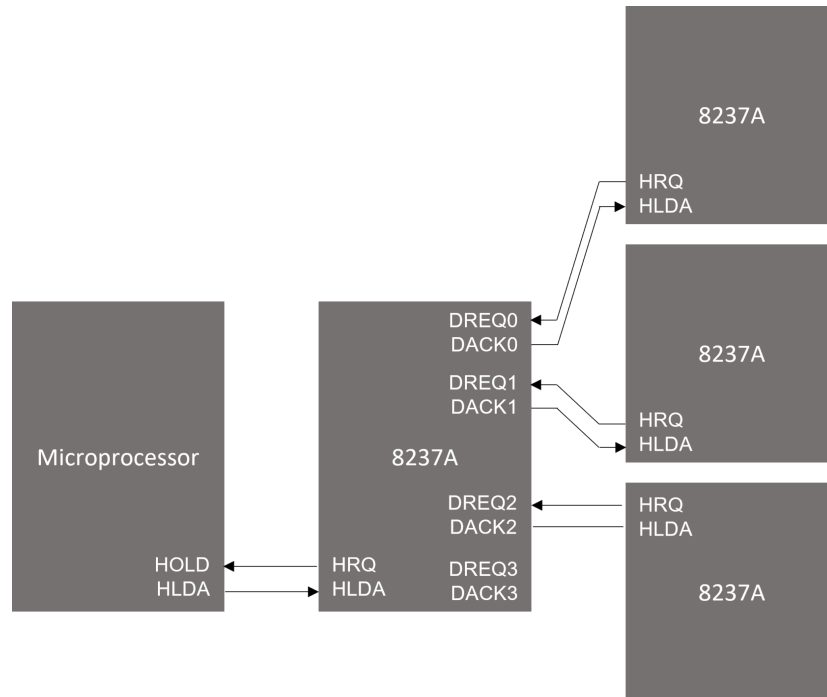 8237A
HRQ
HLDA
8237A
HRQ
HLDA
HRQ
HLDA
8237A
DREQ0
DACK0
DREQ1
DACK1
8237A
DREQ2
DACK2
DREQ3
DACK3
HRQ
HLDA
Microprocessor
HOLD
HLDA